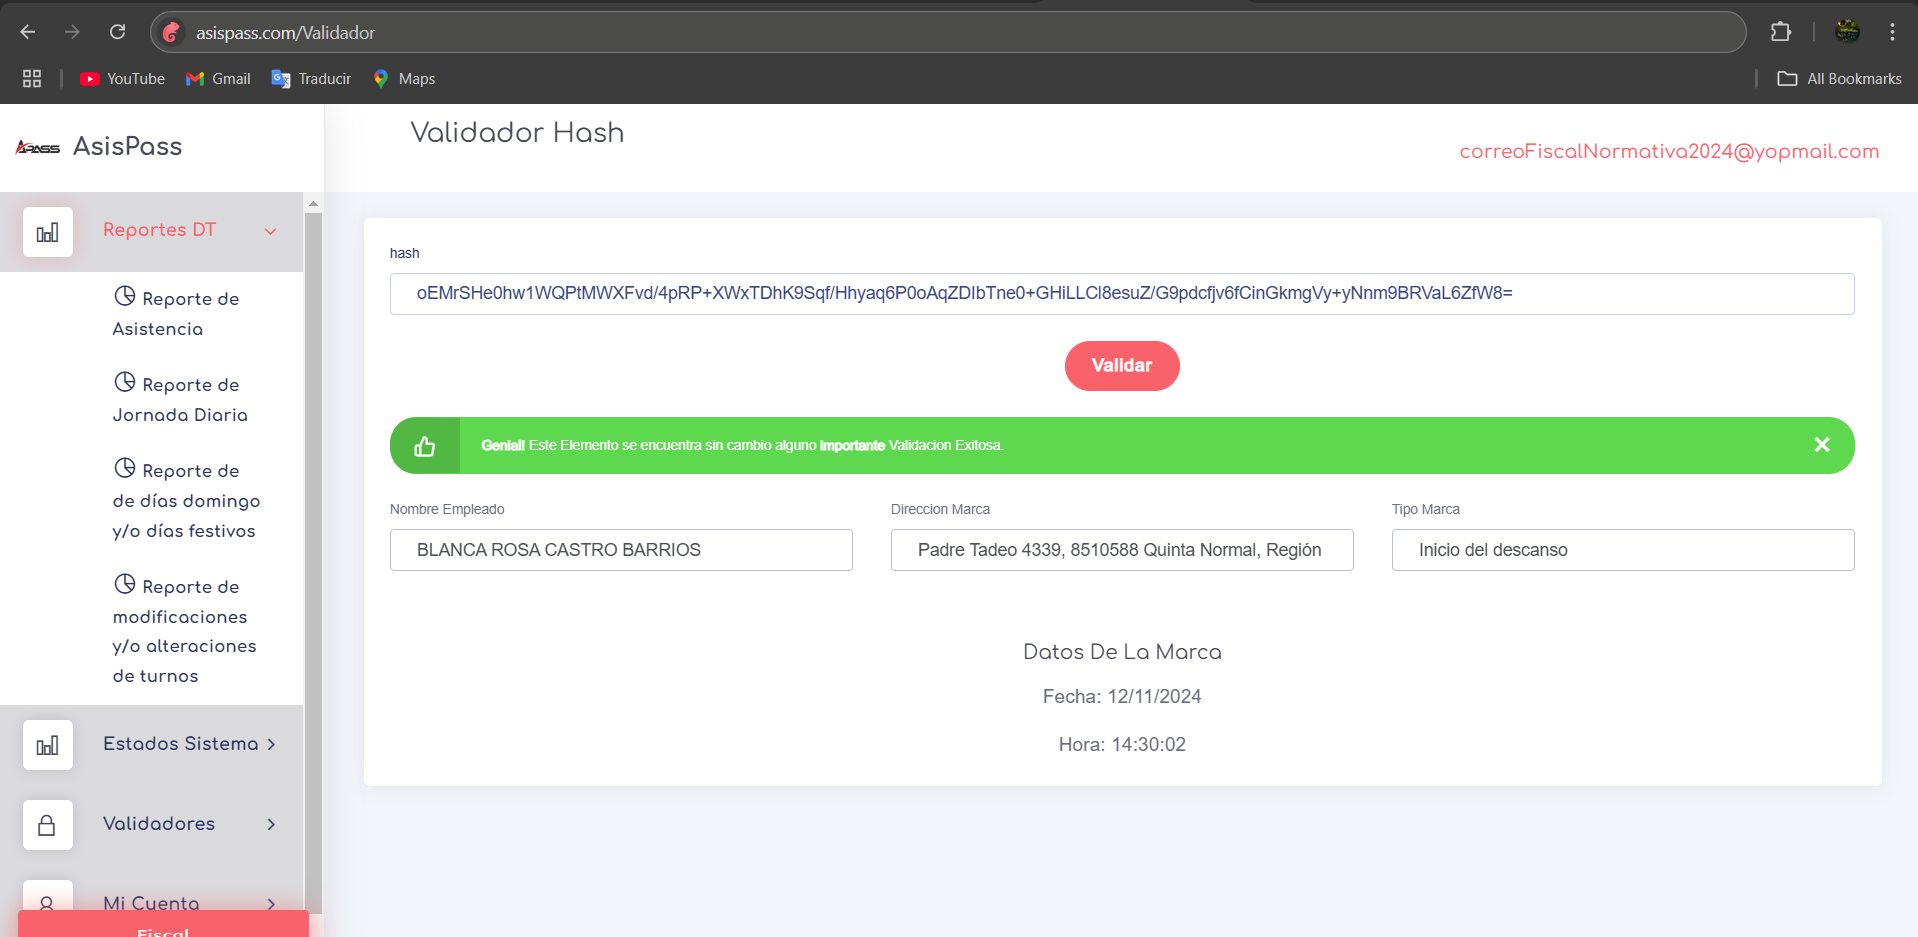 asispass.com/Validador
YouTube
Gmail
Traducir
Maps
All Bookmarks
APASS
AsisPass
Validador Hash
correoFiscalNormativa2024@yopmail.com
Reportes DT
Reporte de
Asistencia
Reporte de
Jornada Diaria
Reporte de
de días domingo
y/o días festivos
Reporte de
modificaciones
y/o alteraciones
de turnos
Estados Sistema
Validadores
Mi Cuenta
Fiscal
hash
oEMrSHe0hw1WQPtMWXFvd/4pRP+XWxTDhK9Sqf/Hhyaq6P0oAqZDIbTne0+GHiLLCl8esuZ/G9pdcfjv6fCinGkmgVy+yNnm9BRVaL6ZfW8=
Validar
Genial! Este Elemento se encuentra sin cambio alguno importante Validacion Exitosa.
Nombre Empleado
Direccion Marca
Tipo Marca
BLANCA ROSA CASTRO BARRIOS
Padre Tadeo 4339, 8510588 Quinta Normal, Región
Inicio del descanso
Datos De La Marca
Fecha: 12/11/2024
Hora: 14:30:02